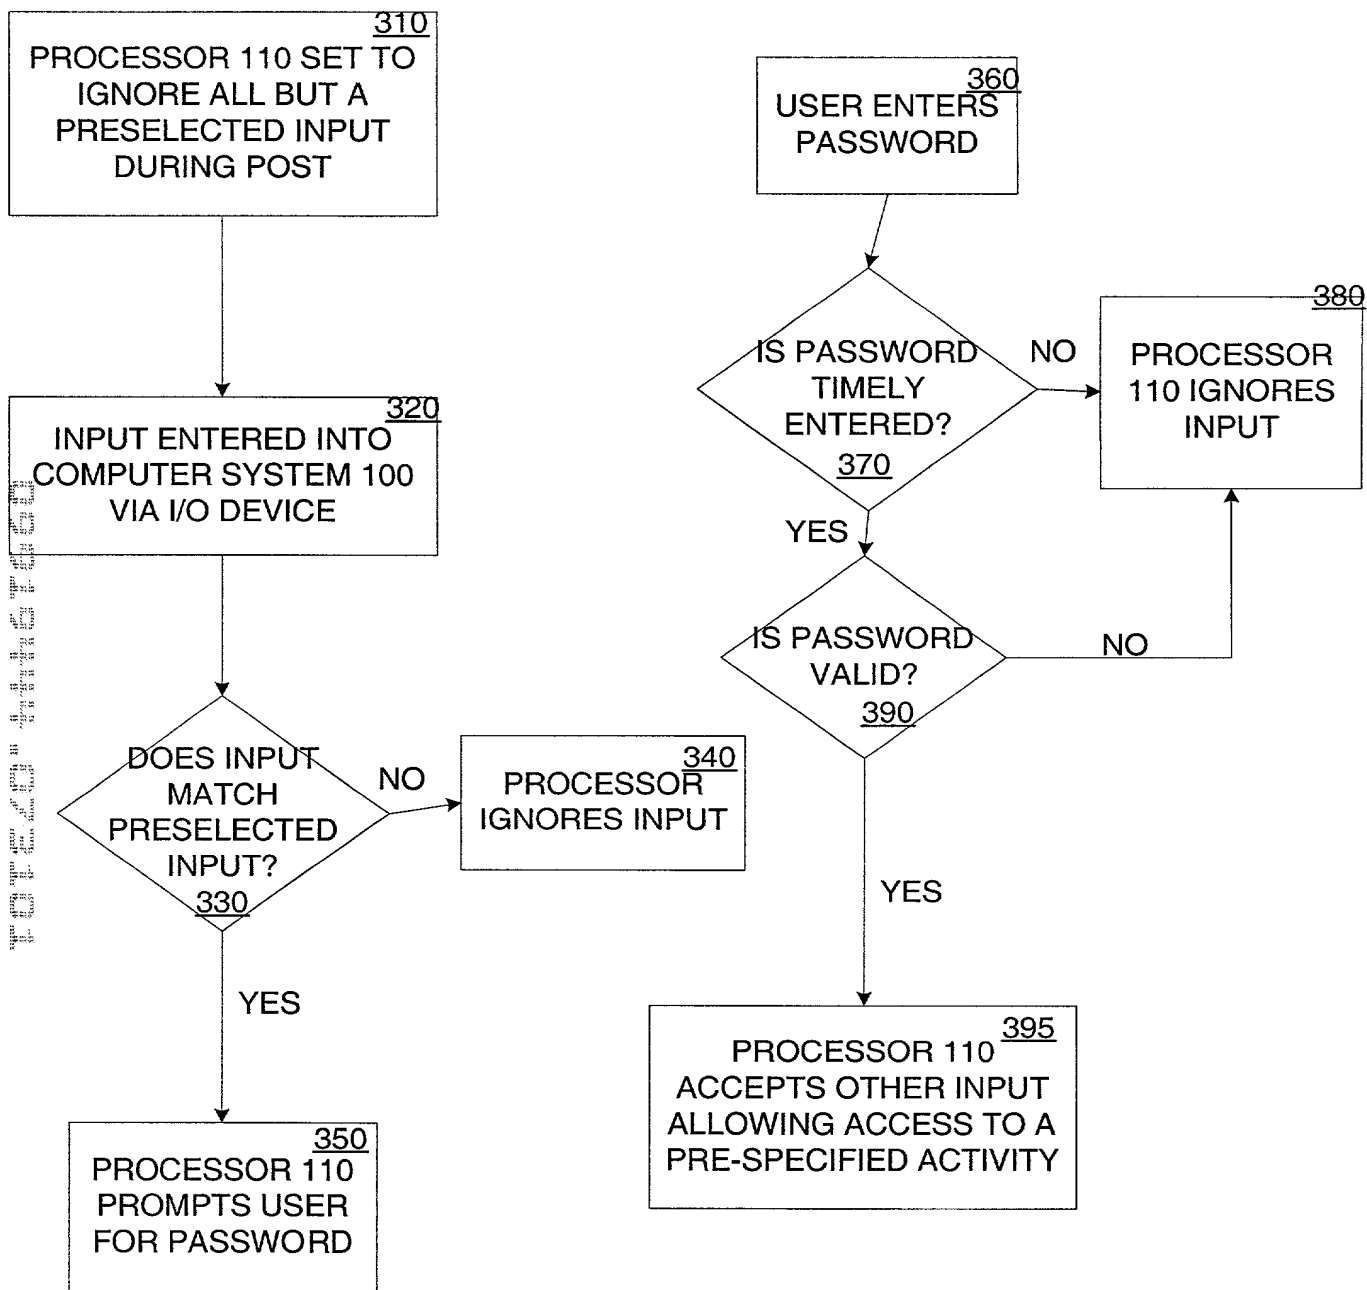 310
PROCESSOR 110 SET TO
IGNORE ALL BUT A
PRESELECTED INPUT
DURING POST
320
INPUT ENTERED INTO
COMPUTER SYSTEM 100
VIA I/O DEVICE
DOES INPUT
MATCH
PRESELECTED
INPUT?
330
NO
340
PROCESSOR
IGNORES INPUT
YES
350
PROCESSOR 110
PROMPTS USER
FOR PASSWORD
360
USER ENTERS
PASSWORD
IS PASSWORD
TIMELY
ENTERED?
370
NO
380
PROCESSOR
110 IGNORES
INPUT
YES
IS PASSWORD
VALID?
390
NO
YES
395
PROCESSOR 110
ACCEPTS OTHER INPUT
ALLOWING ACCESS TO A
PRE-SPECIFIED ACTIVITY